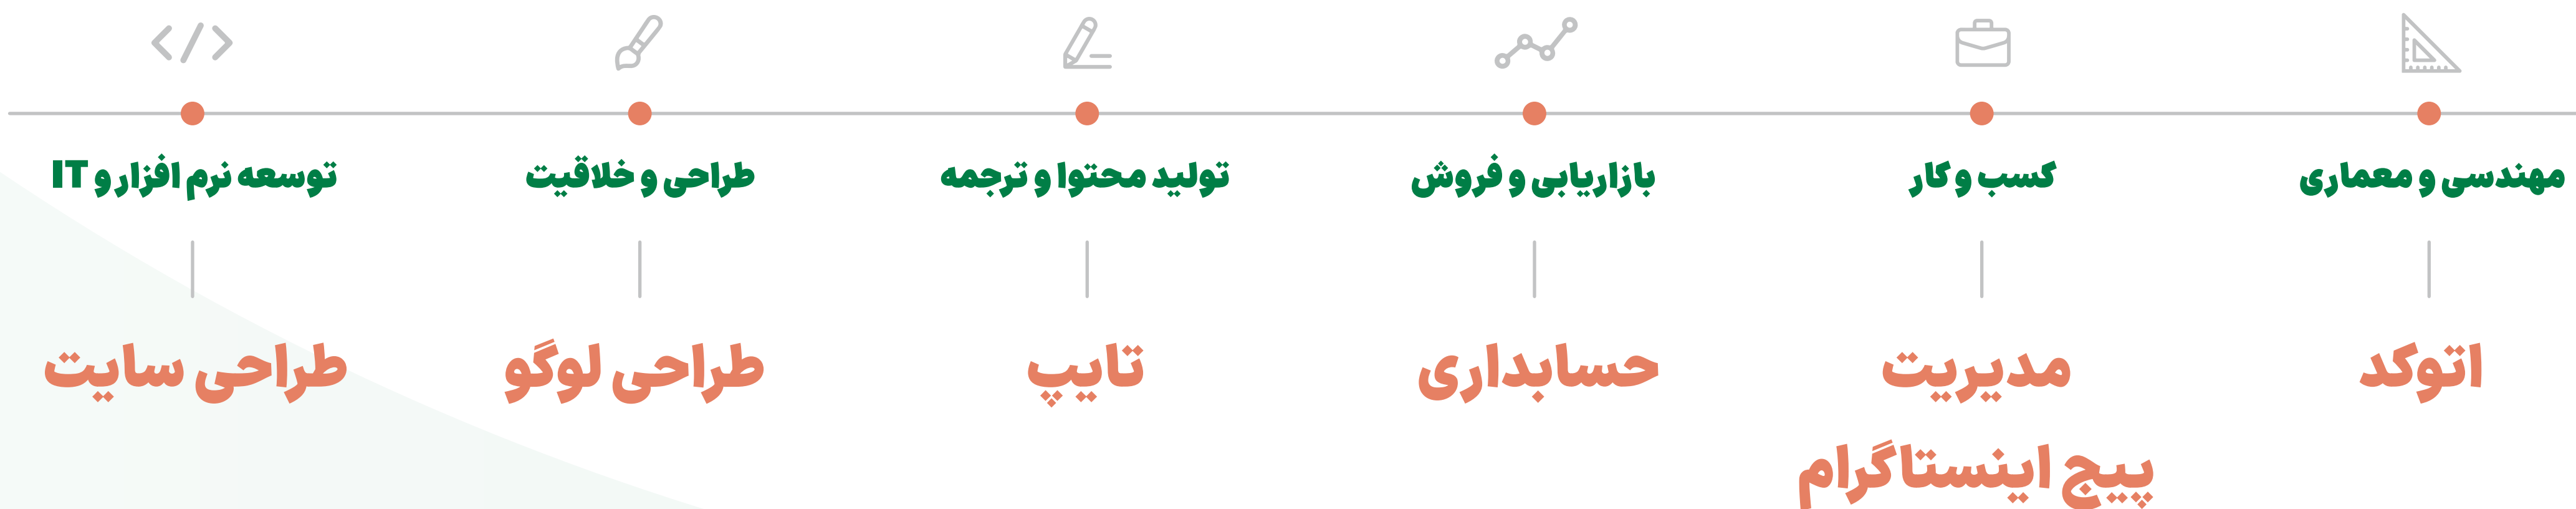 مهندسی و معماری
کسب و کار
بازاریابی و فروش
تولید محتوا و ترجمه
طراحی و خلاقیت
توسعه نرم افزار و IT
اتوکد
مدیریت
پیج اینستاگرام
حسابداری
تایپ
طراحی لوگو
طراحی سایت